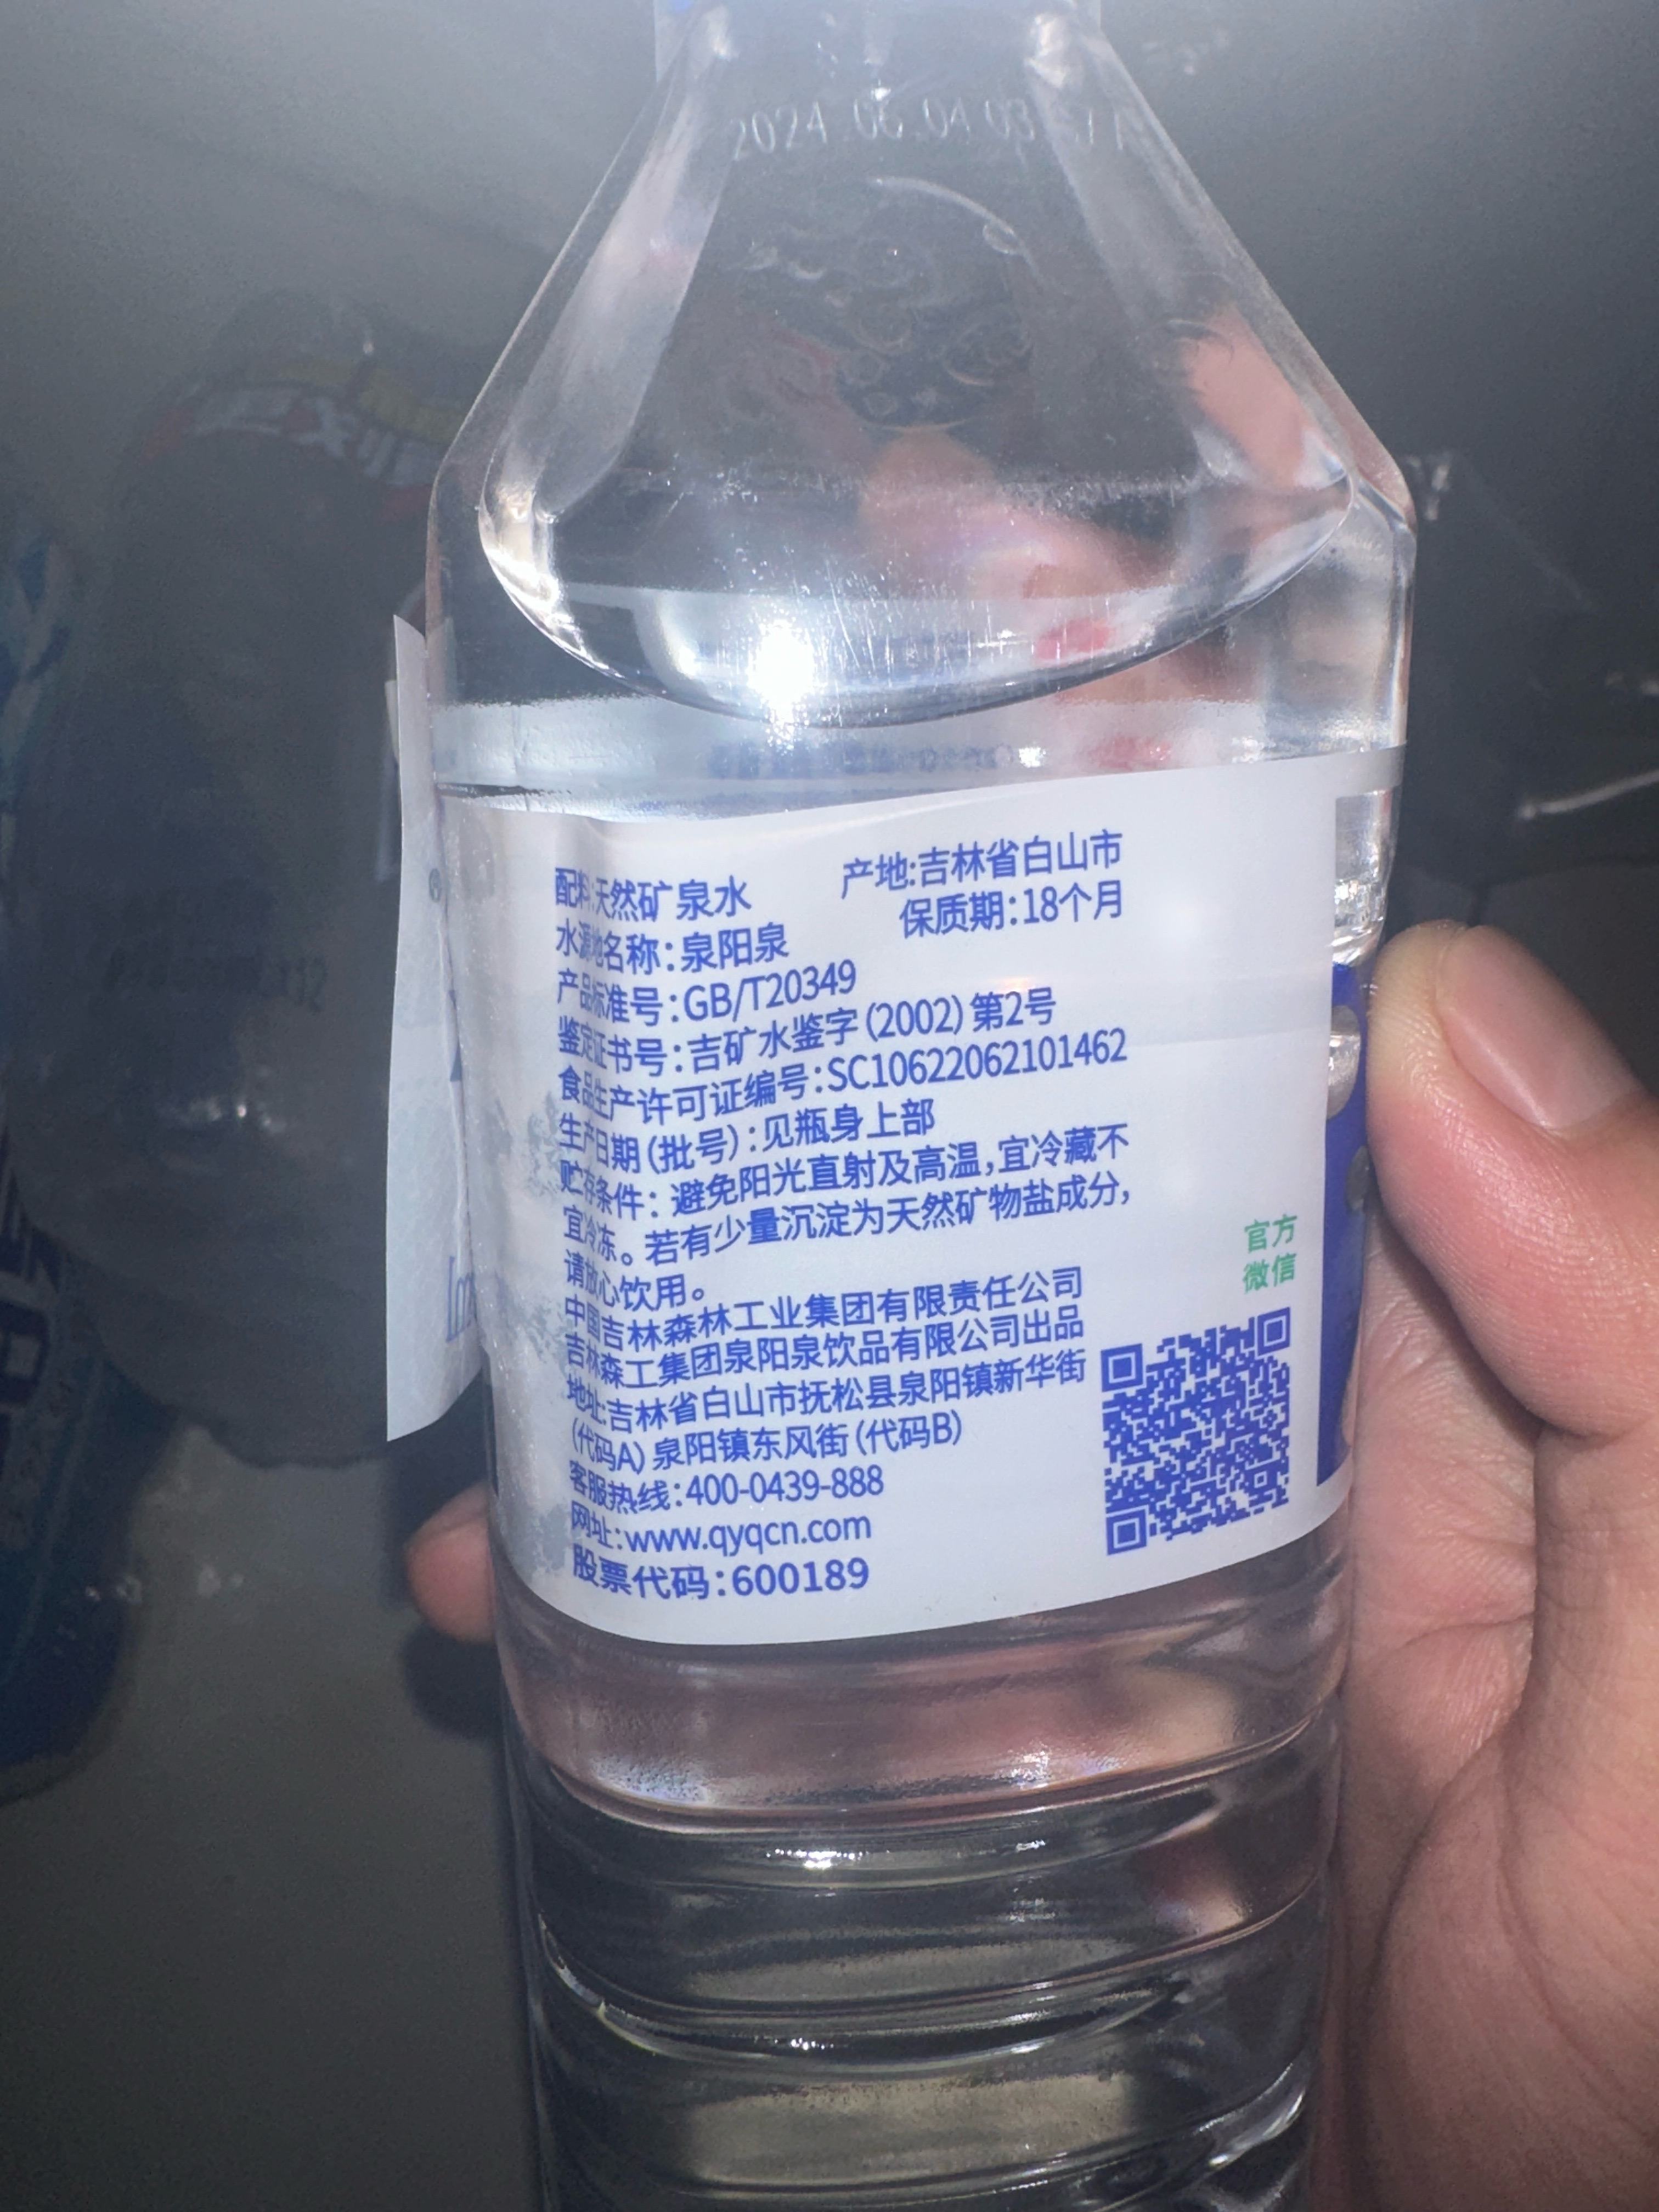 2024.06.04 03
配料:天然矿泉水
产地:吉林省白山市
水源地名称:泉阳泉
保质期:18个月
产品标准号:GB/T20349
鉴定证书号:吉矿水鉴字(2002)第2号
食品生产许可证编号:SC10622062101462
生产日期(批号):见瓶身上部
贮存条件: 避免阳光直射及高温,宜冷藏不
宜冷冻。若有少量沉淀为天然矿物盐成分,
请放心饮用。
中国吉林森林工业集团有限责任公司
吉林森工集团泉阳泉饮品有限公司出品
地址:吉林省白山市抚松县泉阳镇新华街
(代码A)泉阳镇东风街(代码B)
客服热线:400-0439-888
网址:www.qyqcn.com
股票代码:600189
官方
微信